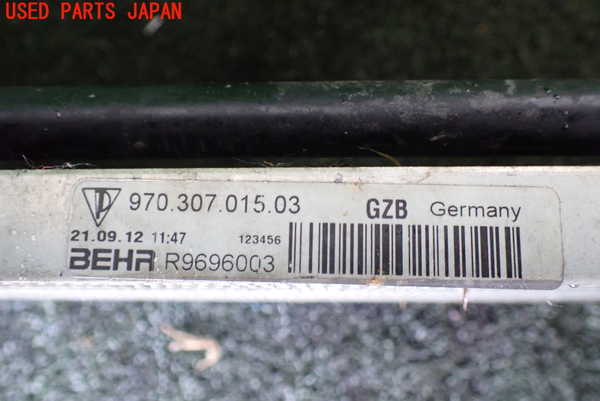 USED PARTS JAPAN
970.307.015.03 GZB Germany
21.09.12 11:47 123456
BEHR R9696003